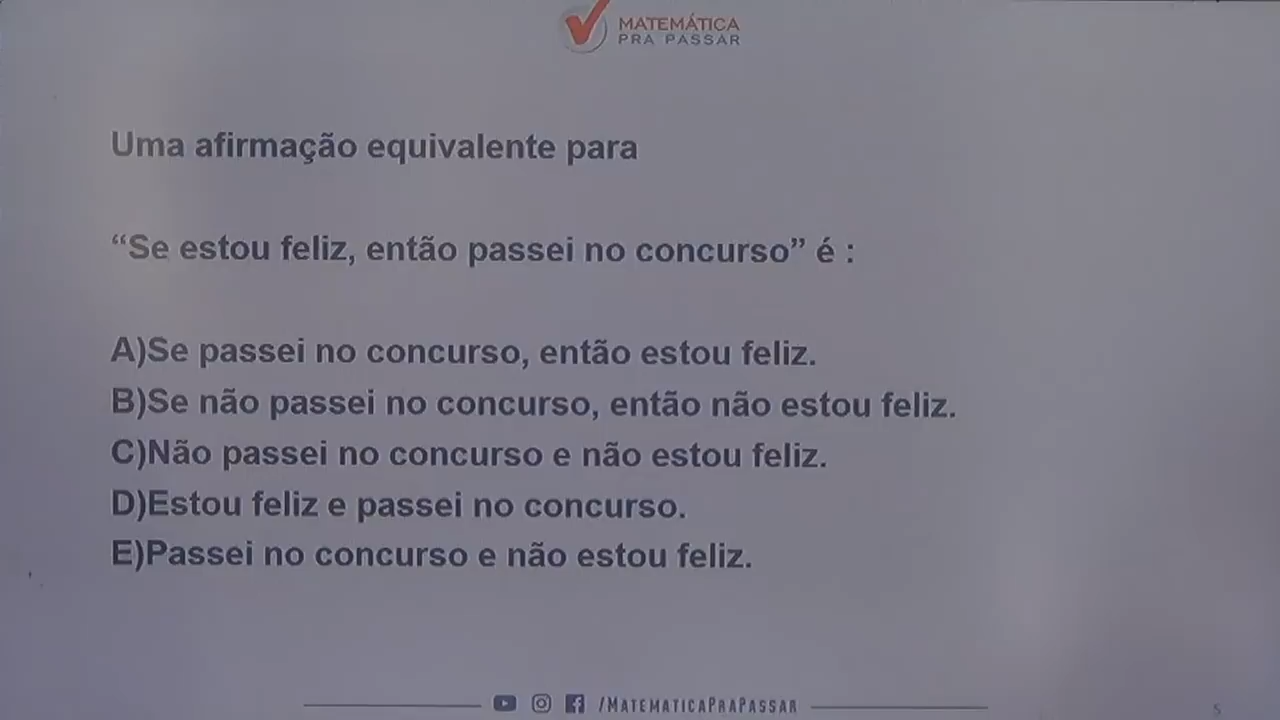 MATEMÁTICA
PRA PASSAR
Uma afirmação equivalente para
“Se estou feliz, então passei no concurso” é :
A)Se passei no concurso, então estou feliz.
B)Se não passei no concurso, então não estou feliz.
C)Não passei no concurso e não estou feliz.
D)Estou feliz e passei no concurso.
E)Passei no concurso e não estou feliz.
/MATEMATICAPRAPASSAR
5